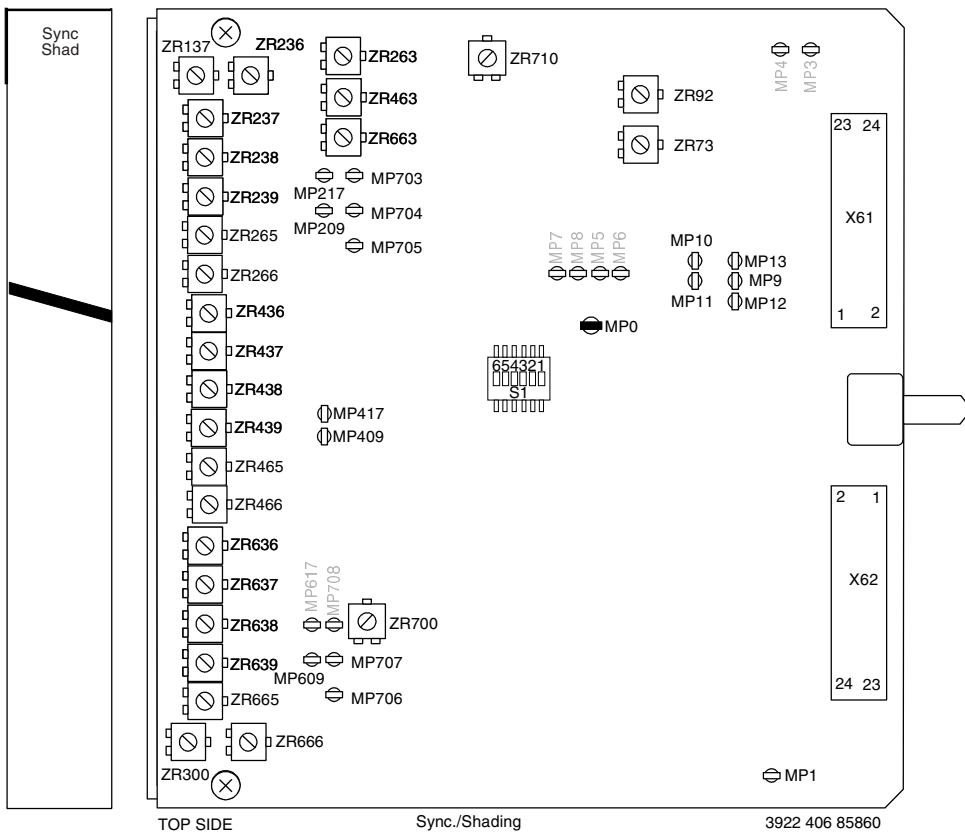 Sync
Shad
ZR137
ZR236
ZR263
ZR710
MP4
MP3
ZR463
ZR92
ZR237
23 24
ZR663
ZR238
ZR73
MP703
MP217
ZR239
MP704
MP209
X61
ZR265
MP705
MP7
MP8
MP5
MP6
MP10
MP13
ZR266
MP9
MP11
MP12
ZR436
1 2
MP0
ZR437
654321
S1
ZR438
MP417
ZR439
MP409
ZR465
ZR466
2 1
ZR636
X62
ZR637
MP617
MP708
ZR638
ZR700
ZR639
MP707
MP609
24 23
ZR665
MP706
ZR666
ZR300
MP1
TOP SIDE
Sync./Shading
3922 406 85860